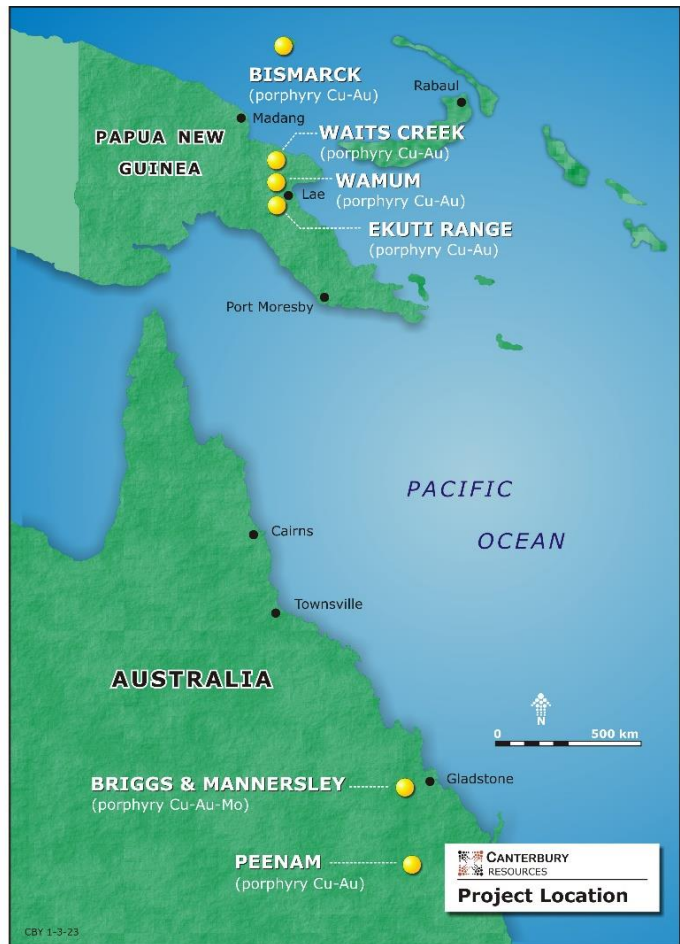 BISMARCK
(porphyry Cu-Au)
Rabaul
Madang
PAPUA NEW
GUINEA
WAITS CREEK
(porphyry Cu-Au)
WAMUM
(porphyry Cu-Au)
Lae
EKUTI RANGE
(porphyry Cu-Au)
Port Moresby
PACIFIC
OCEAN
Cairns
Townsville
AUSTRALIA
N
0 500 km
BRIGGS & MANNERSLEY
(porphyry Cu-Au-Mo)
Gladstone
PEENAM
(porphyry Cu-Au)
CANTERBURY
RESOURCES
Project Location
CBY 1-3-23